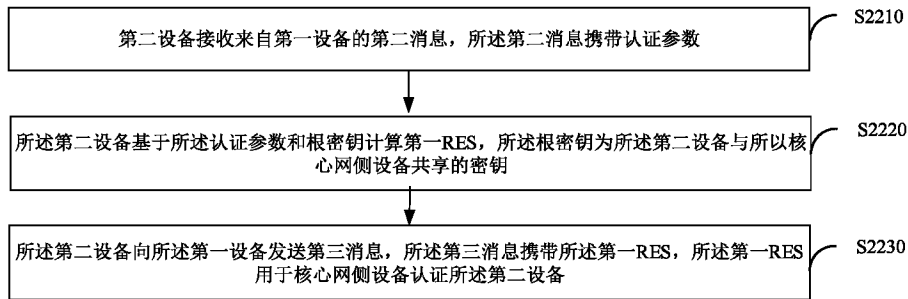 S2210
第二设备接收来自第一设备的第二消息，所述第二消息携带认证参数
S2220
所述第二设备基于所述认证参数和根密钥计算第一RES，所述根密钥为所述第二设备与所以核
心网侧设备共享的密钥
S2230
所述第二设备向所述第一设备发送第三消息，所述第三消息携带所述第一RES，所述第一RES
用于核心网侧设备认证所述第二设备